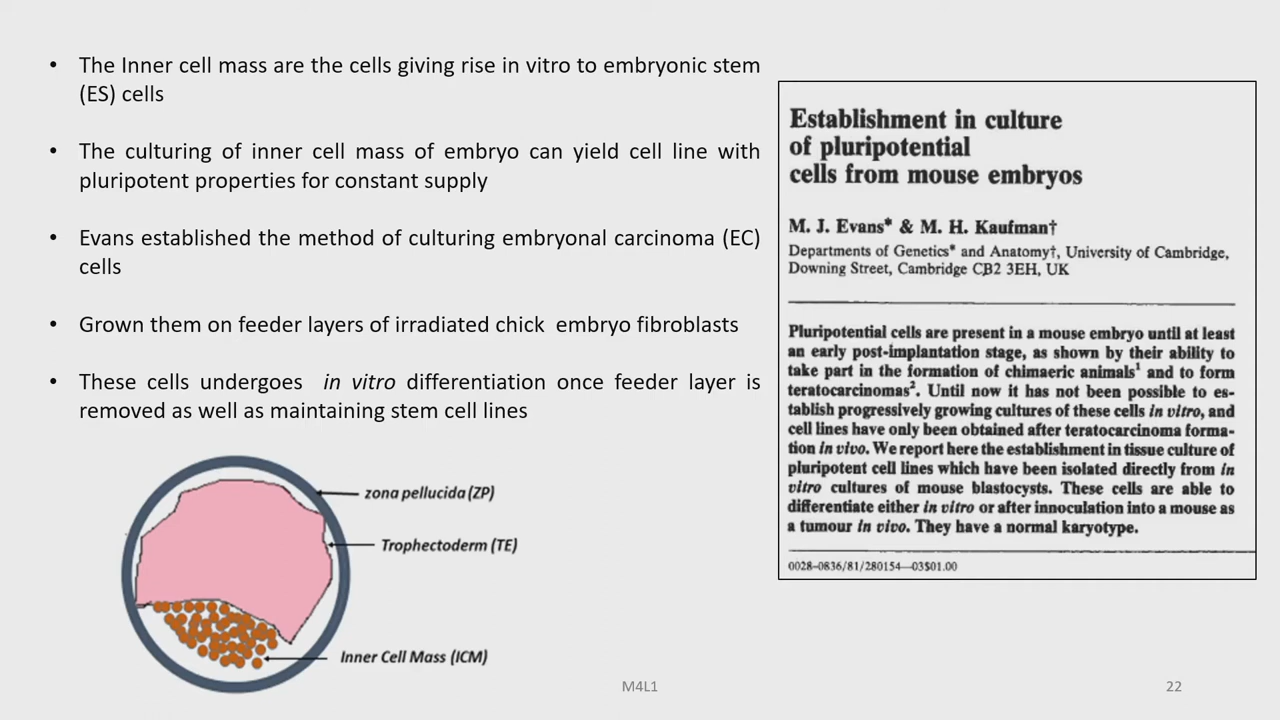 • The Inner cell mass are the cells giving rise in vitro to embryonic stem
(ES) cells
• The culturing of inner cell mass of embryo can yield cell line with
pluripotent properties for constant supply
• Evans established the method of culturing embryonal carcinoma (EC)
cells
• Grown them on feeder layers of irradiated chick embryo fibroblasts
• These cells undergoes in vitro differentiation once feeder layer is
removed as well as maintaining stem cell lines
zona pellucida (ZP)
Trophectoderm (TE)
Inner Cell Mass (ICM)
Establishment in culture
of pluripotential
cells from mouse embryos
M. J. Evans* & M. H. Kaufman†
Departments of Genetics* and Anatomy†, University of Cambridge,
Downing Street, Cambridge CB2 3EH, UK
Pluripotential cells are present in a mouse embryo until at least
an early post-implantation stage, as shown by their ability to
take part in the formation of chimaeric animals¹ and to form
teratocarcinomas². Until now it has not been possible to es-
tablish progressively growing cultures of these cells in vitro, and
cell lines have only been obtained after teratocarcinoma forma-
tion in vivo. We report here the establishment in tissue culture of
pluripotent cell lines which have been isolated directly from in
vitro cultures of mouse blastocysts. These cells are able to
differentiate either in vitro or after innoculation into a mouse as
a tumour in vivo. They have a normal karyotype.
0028-0836/81/280154—03$01.00
M4L1
22